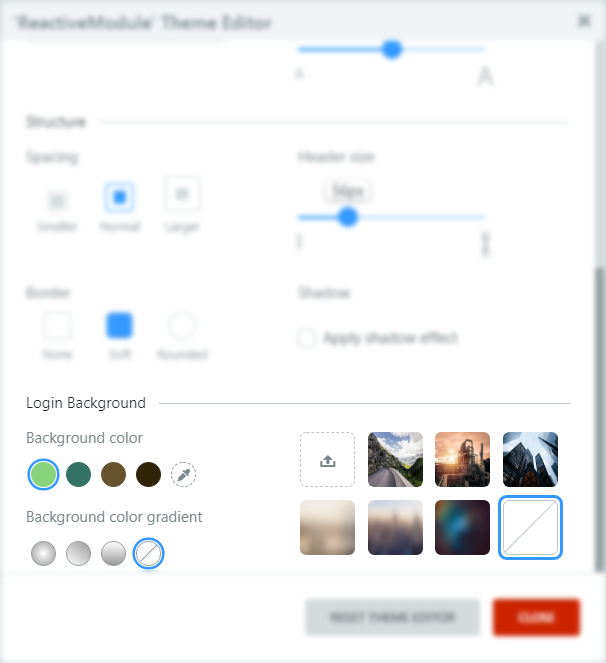 'ReactiveModule' Theme Editor
A
A
Structure
Spacing
Header size
56px
Smaller
Normal
Larger
Border
Shadow
None
Soft
Rounded
Apply shadow effect
Login Background
Background color
Background color gradient
RESET THEME EDITOR
CLOSE